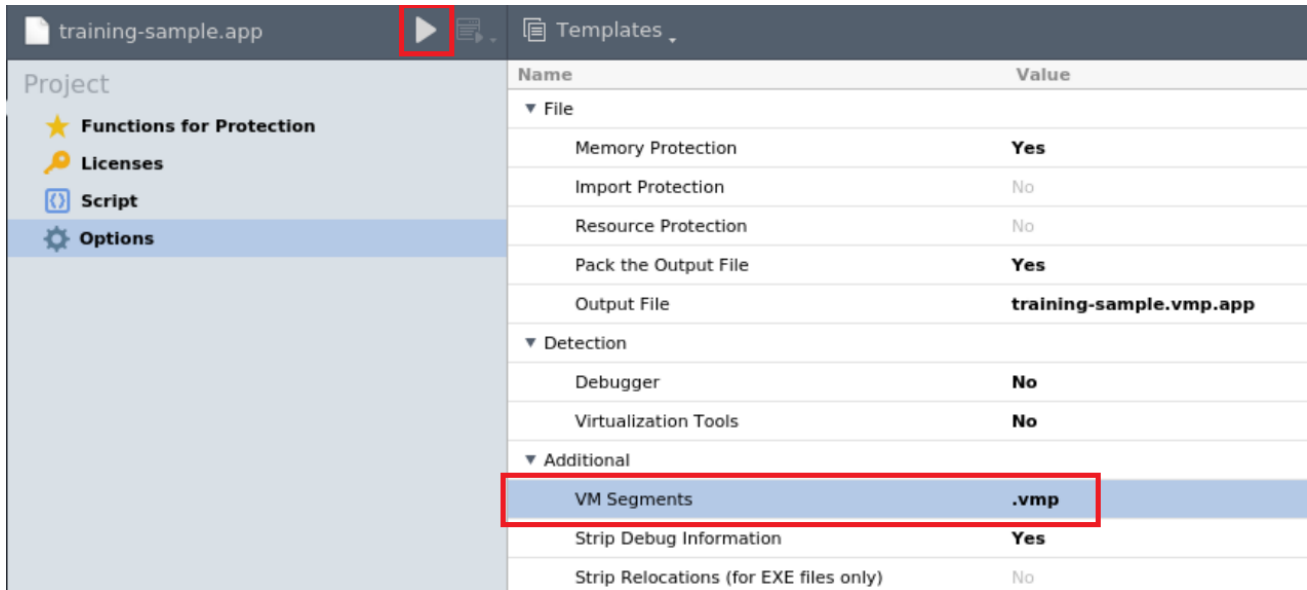 training-sample.app
Templates
Project
Functions for Protection
Licenses
Script
Options
Name Value
File
Memory Protection Yes
Import Protection No
Resource Protection No
Pack the Output File Yes
Output File training-sample.vmp.app
Detection
Debugger No
Virtualization Tools No
Additional
VM Segments .vmp
Strip Debug Information Yes
Strip Relocations (for EXE files only) No